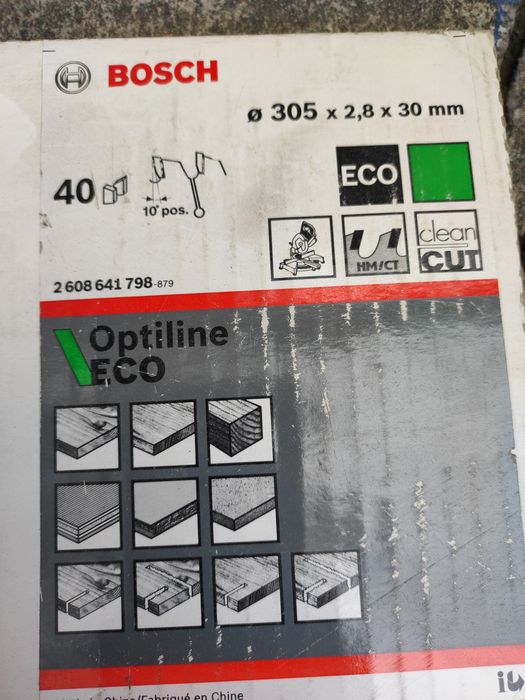 BOSCH
ø 305 x 2,8 x 30 mm
40
10° pos.
ECO
HM/CT
clean
CUT
2 608 641 798-879
Optiline
ECO
China/Fabriqué en Chine